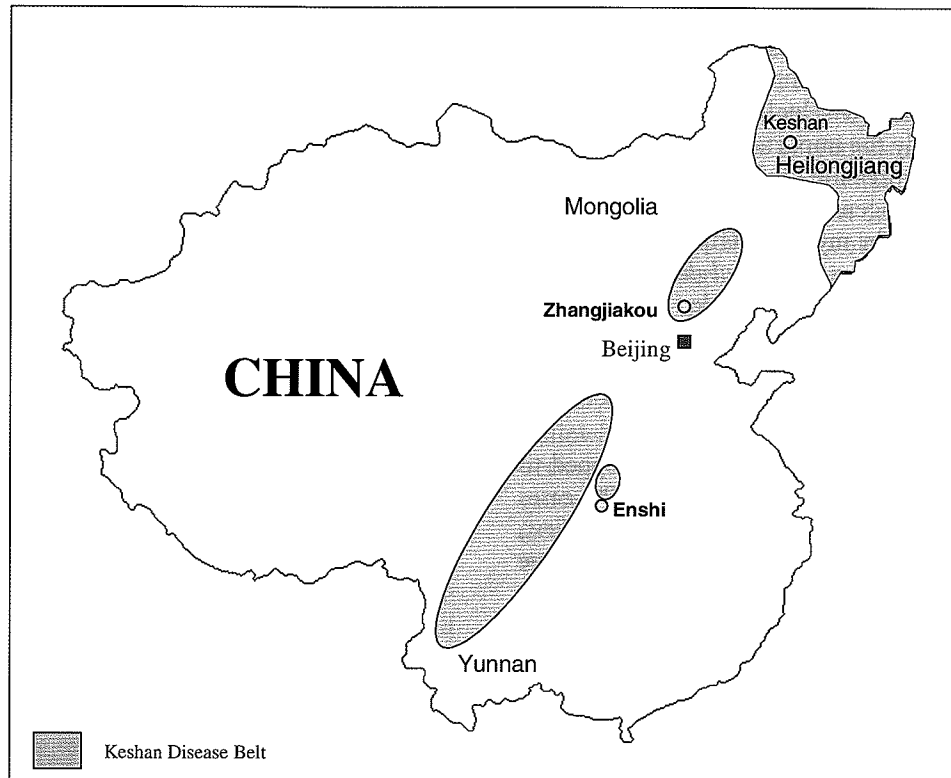 Keshan
Heilongjiang
Mongolia
Zhangjiakou
Beijing
CHINA
Enshi
Yunnan
Keshan Disease Belt